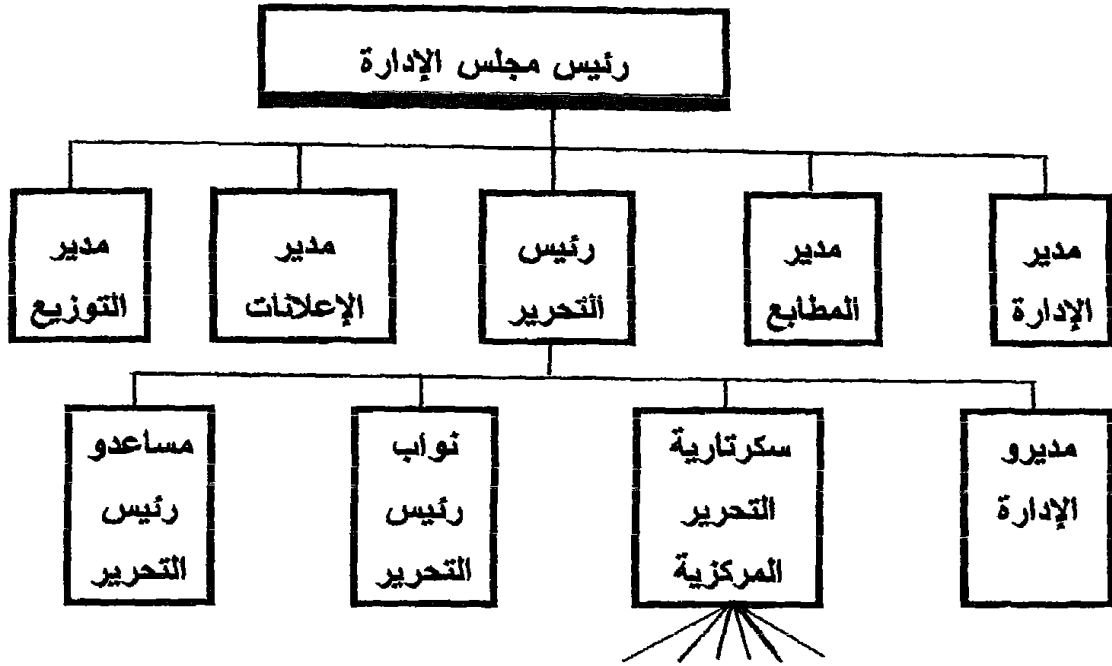 رئيس مجلس الإدارة
مدير
الإدارة
مدير
المطابع
رئيس
التحرير
مدير
الإعلانات
مدير
التوزيع
مديرو
الإدارة
سكرتارية
التحرير
المركزية
نواب
رئيس
التحرير
مساعدو
رئيس
التحرير